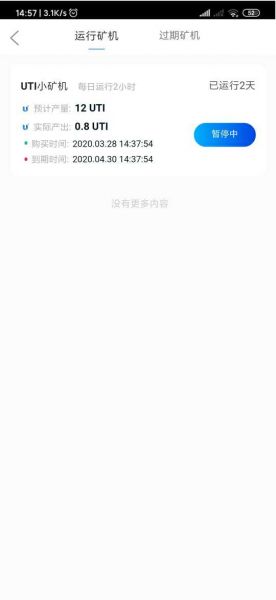 14:57 | 3.1K/s
52
运行矿机
过期矿机
UTI小矿机 每日运行2小时 已运行2天
预计产量: 12 UTI
实际产出: 0.8 UTI
暂停中
购买时间: 2020.03.28 14:37:54
到期时间: 2020.04.30 14:37:54
没有更多内容